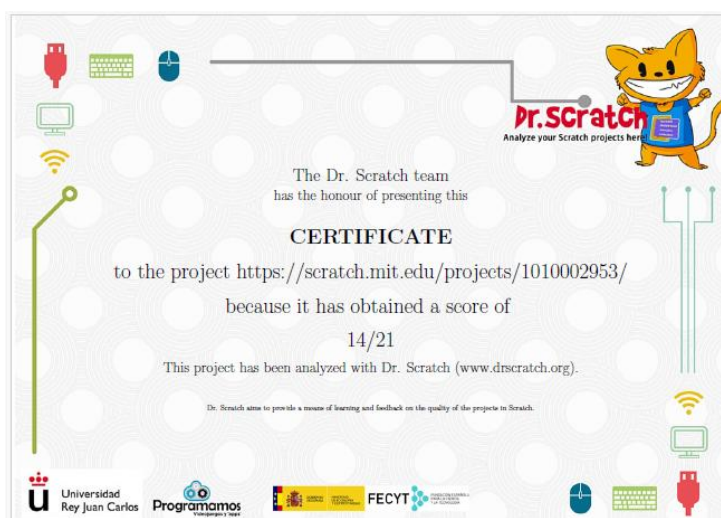 Dr.Scratch
Analyze your Scratch projects here!
The Dr. Scratch team
has the honour of presenting this
CERTIFICATE
to the project https://scratch.mit.edu/projects/1010002953/
because it has obtained a score of
14/21
This project has been analyzed with Dr. Scratch (www.drscratch.org).
Dr. Scratch aims to provide a means of learning and feedback on the quality of the projects in Scratch.
Universidad
Rey Juan Carlos
Programamos
Videojuegos y apps
FECYT